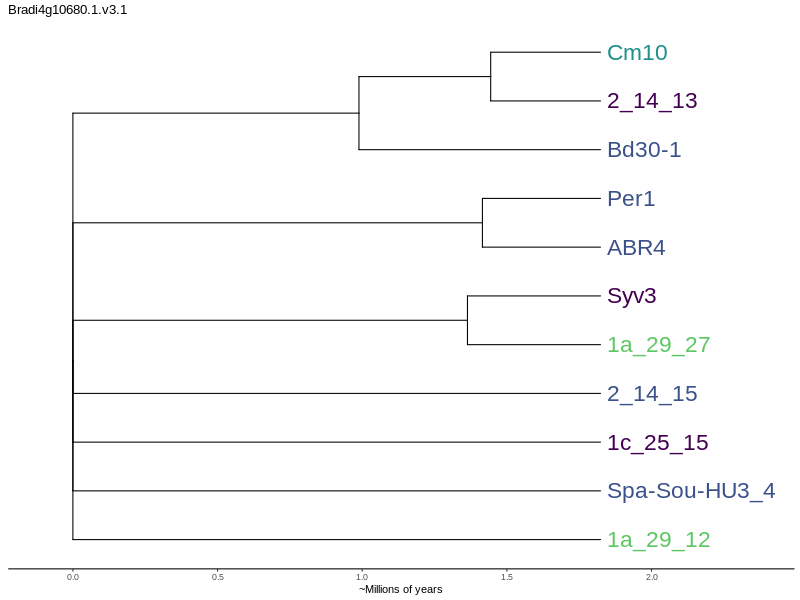 Bradi4g10680.1.v3.1
Cm10
2_14_13
Bd30-1
Per1
ABR4
Syv3
1a_29_27
2_14_15
1c_25_15
Spa-Sou-HU3_4
1a_29_12
0.0 0.5 1.0 1.5 2.0
~Millions of years